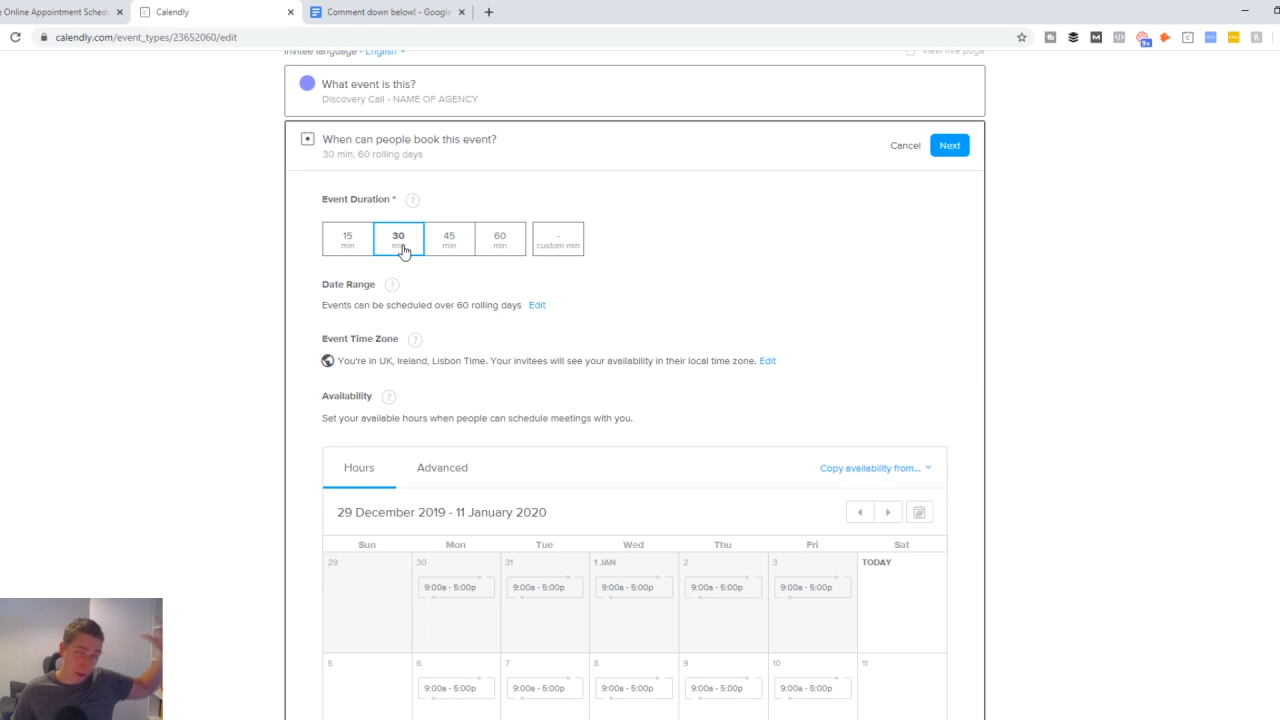 e Online Appointment Schedu
Calendly
Comment down below! - Google
calendly.com/event_types/23652060/edit
9+
Invitee language - English
View live page
What event is this?
Discovery Call - NAME OF AGENCY
When can people book this event?
30 min, 60 rolling days
Cancel
Next
Event Duration * ?
15 min
30 min
45 min
60 min
- custom min
Date Range ?
Events can be scheduled over 60 rolling days Edit
Event Time Zone ?
You're in UK, Ireland, Lisbon Time. Your invitees will see your availability in their local time zone. Edit
Availability ?
Set your available hours when people can schedule meetings with you.
Hours Advanced Copy availability from...
29 December 2019 - 11 January 2020
Sun Mon Tue Wed Thu Fri Sat
29 30 31 1 JAN 2 3 TODAY
9:00a - 5:00p 9:00a - 5:00p 9:00a - 5:00p 9:00a - 5:00p 9:00a - 5:00p
5 6 7 8 9 10 11
9:00a - 5:00p 9:00a - 5:00p 9:00a - 5:00p 9:00a - 5:00p 9:00a - 5:00p